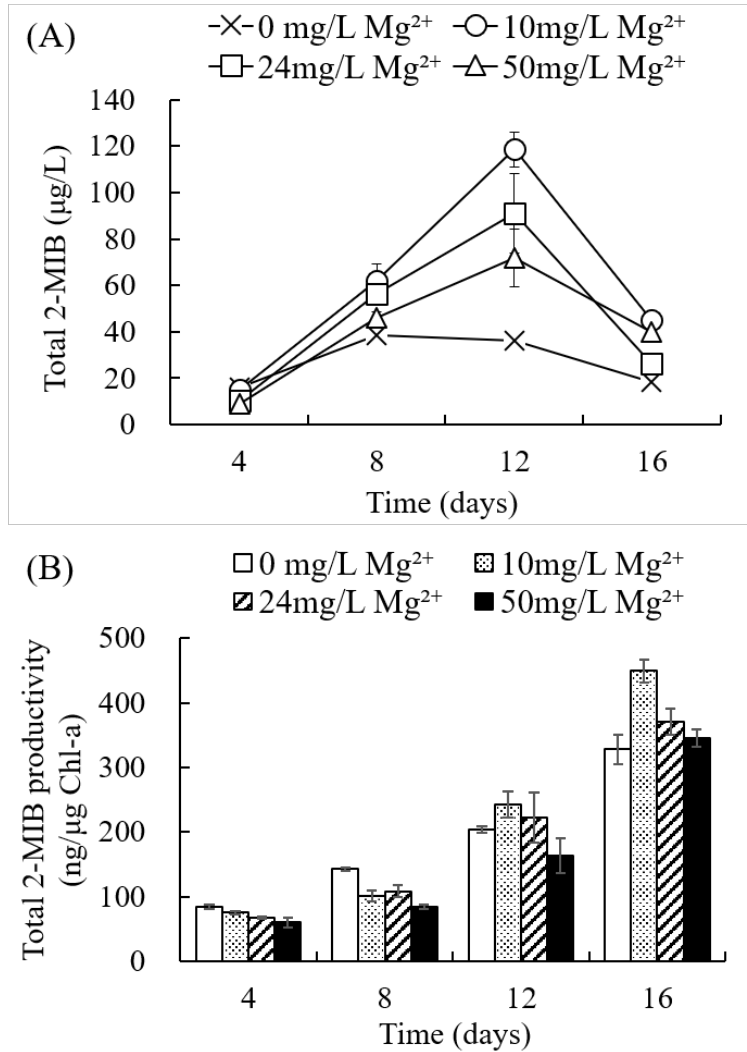 (A)
0 mg/L Mg²⁺ 10mg/L Mg²⁺
24mg/L Mg²⁺ 50mg/L Mg²⁺
Total 2-MIB (μg/L)
140
120
100
80
60
40
20
0
4 8 12 16
Time (days)
(B)
0 mg/L Mg²⁺ 10mg/L Mg²⁺
24mg/L Mg²⁺ 50mg/L Mg²⁺
Total 2-MIB productivity
(ng/μg Chl-a)
500
400
300
200
100
0
4 8 12 16
Time (days)